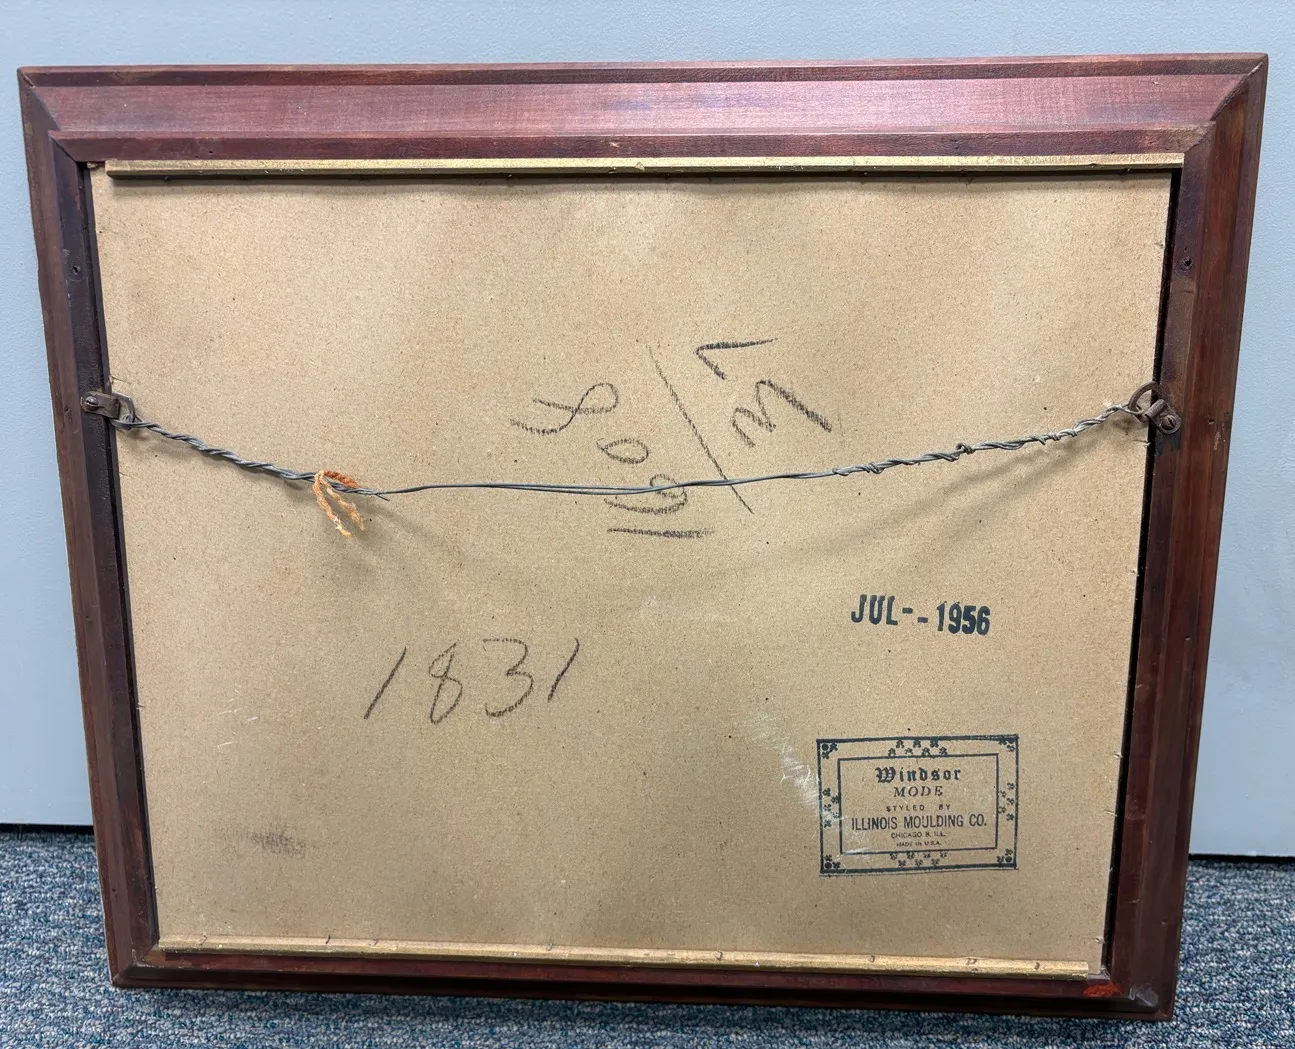 1831
JUL - - 1956
Windsor
MODE
STYLED BY
ILLINOIS MOULDING CO.
CHICAGO 8, ILL.
MADE IN U.S.A.